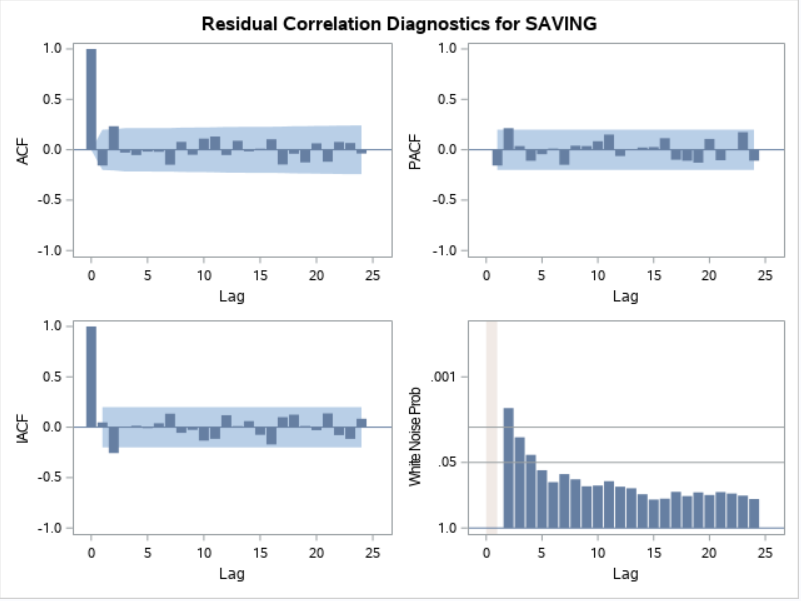 Residual Correlation Diagnostics for SAVING
1.0
0.5
0.0
-0.5
-1.0
ACF
0 5 10 15 20 25
Lag
1.0
0.5
0.0
-0.5
-1.0
PACF
0 5 10 15 20 25
Lag
1.0
0.5
0.0
-0.5
-1.0
IACF
0 5 10 15 20 25
Lag
.001
.05
1.0
White Noise Prob
0 5 10 15 20 25
Lag